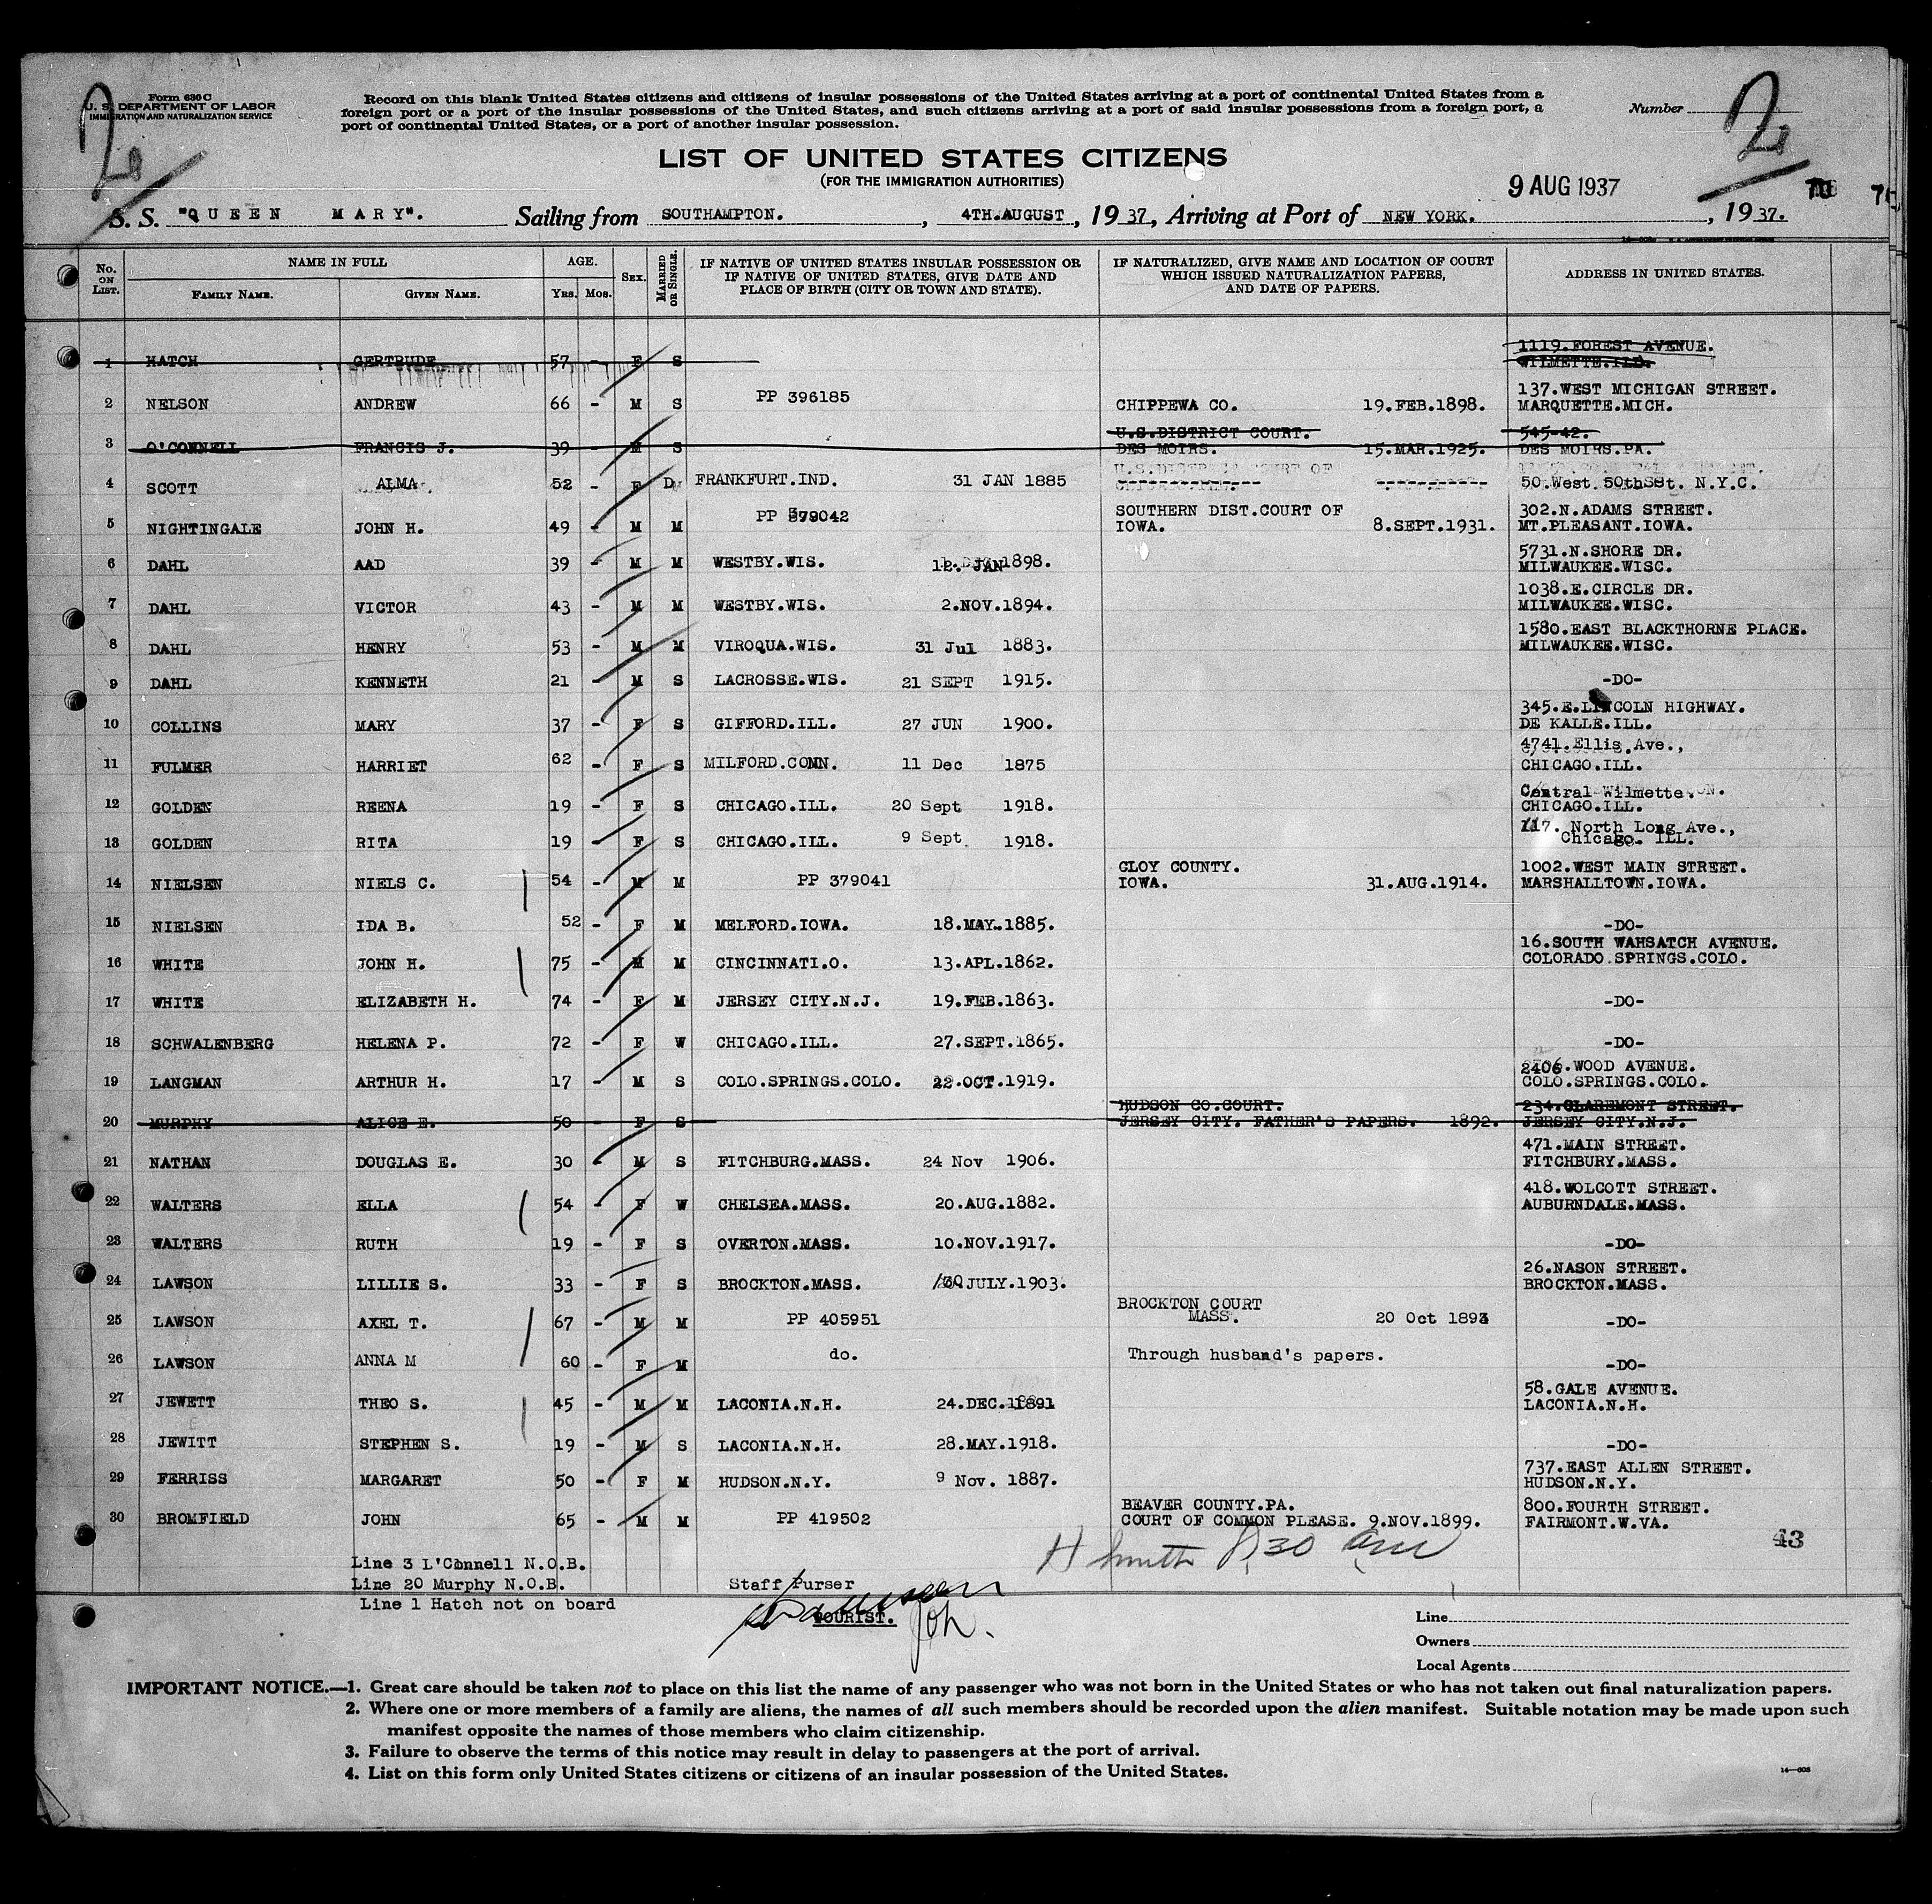 Form 630 C
U. S. DEPARTMENT OF LABOR
IMMIGRATION AND NATURALIZATION SERVICE
Record on this blank United States citizens and citizens of insular possessions of the United States arriving at a port of continental United States from a
foreign port or a port of the insular possessions of the United States, and such citizens arriving at a port of said insular possessions from a foreign port, a
port of continental United States, or a port of another insular possession.
Number
LIST OF UNITED STATES CITIZENS
(FOR THE IMMIGRATION AUTHORITIES)
9 AUG 1937
S. S. "QUEEN MARY". Sailing from SOUTHAMPTON. , 4TH.AUGUST , 1937, Arriving at Port of NEW YORK. , 1937.
No. ON LIST. NAME IN FULL FAMILY NAME. GIVEN NAME. AGE. YRS. MOS. SEX. MARRIED OR SINGLE. IF NATIVE OF UNITED STATES INSULAR POSSESSION OR IF NATIVE OF UNITED STATES, GIVE DATE AND PLACE OF BIRTH (CITY OR TOWN AND STATE). IF NATURALIZED, GIVE NAME AND LOCATION OF COURT WHICH ISSUED NATURALIZATION PAPERS, AND DATE OF PAPERS. ADDRESS IN UNITED STATES.
1119.FOREST AVENUE.
1 HATCH GERTRUDE 57 - F S WILMETTE.ILL.
PP 396185 137.WEST MICHIGAN STREET.
2 NELSON ANDREW 66 - M S CHIPPEWA CO. 19.FEB.1898. MARQUETTE.MICH.
U.S.DISTRICT COURT. 545-42.
3 O'CONNELL FRANCIS J. 39 M S DES MOIRS. 15.MAR.1925. DES MOIRS.PA.
4 SCOTT ALMA 52 - F D FRANKFURT.IND. 31 JAN 1885 50.West 50th St. N.Y.C.
PP 379042 SOUTHERN DIST.COURT OF 302.N.ADAMS STREET.
5 NIGHTINGALE JOHN H. 49 - M M IOWA. 8.SEPT.1931. MT.PLEASANT.IOWA.
5731.N.SHORE DR.
6 DAHL AAD 39 - M M WESTBY.WIS. 12. JAN 1898. MILWAUKEE.WISC.
1038.E.CIRCLE DR.
7 DAHL VICTOR 43 - M M WESTBY.WIS. 2.NOV.1894. MILWAUKEE.WISC.
1580.EAST BLACKTHORNE PLACE.
8 DAHL HENRY 53 - M M VIROQUA.WIS. 31 Jul 1883. MILWAUKEE.WISC.
9 DAHL KENNETH 21 - M S LACROSSE.WIS. 21 SEPT 1915. -DO-
345.E.LINCOLN HIGHWAY.
10 COLLINS MARY 37 - F S GIFFORD.ILL. 27 JUN 1900. DE KALLE.ILL.
4741.Ellis Ave.,
11 FULMER HARRIET 62 - F S MILFORD.CONN. 11 Dec 1875 CHICAGO.ILL.
Central Wilmette.
12 GOLDEN REENA 19 - F S CHICAGO.ILL. 20 Sept 1918. CHICAGO.ILL.
117. North Long Ave.,
13 GOLDEN RITA 19 - F S CHICAGO.ILL. 9 Sept 1918. Chicago. ILL.
CLOY COUNTY. 1002.WEST MAIN STREET.
14 NIELSEN NIELS C. 54 - M M PP 379041 IOWA. 31.AUG.1914. MARSHALLTOWN.IOWA.
15 NIELSEN IDA B. 52 - F M MELFORD.IOWA. 18.MAY.1885. -DO-
16.SOUTH WAHSATCH AVENUE.
16 WHITE JOHN H. 75 - M M CINCINNATI.O. 13.APL.1862. COLORADO.SPRINGS.COLO.
17 WHITE ELIZABETH H. 74 - F M JERSEY CITY.N.J. 19.FEB.1863. -DO-
18 SCHWALENBERG HELENA P. 72 - F W CHICAGO.ILL. 27.SEPT.1865. -DO-
2406.WOOD AVENUE.
19 LANGMAN ARTHUR H. 17 - M S COLO.SPRINGS.COLO. 22.OCT.1919. COLO.SPRINGS.COLO.
HUDSON CO.COURT. 234.CLAREMONT STREET.
20 MURPHY ALICE E. 50 - F S JERSEY CITY. FATHER'S PAPERS. 1892. JERSEY CITY.N.J.
471.MAIN STREET.
21 NATHAN DOUGLAS E. 30 - M S FITCHBURG.MASS. 24 Nov 1906. FITCHBURY.MASS.
418.WOLCOTT STREET.
22 WALTERS ELLA 54 - F W CHELSEA.MASS. 20.AUG.1882. AUBURNDALE.MASS.
23 WALTERS RUTH 19 - F S OVERTON.MASS. 10.NOV.1917. -DO-
26.NASON STREET.
24 LAWSON LILLIE S. 33 - F S BROCKTON.MASS. 30 JULY.1903. BROCKTON.MASS.
BROCKTON COURT
25 LAWSON AXEL T. 67 - M M PP 405951 MASS. 20 Oct 1893 -DO-
26 LAWSON ANNA M 60 - F M do. Through husband's papers. -DO-
58.GALE AVENUE.
27 JEWETT THEO S. 45 - M M LACONIA.N.H. 24.DEC.1891 LACONIA.N.H.
28 JEWITT STEPHEN S. 19 - M S LACONIA.N.H. 28.MAY.1918. -DO-
737.EAST ALLEN STREET.
29 FERRISS MARGARET 50 - F M HUDSON.N.Y. 9 Nov. 1887. HUDSON.N.Y.
BEAVER COUNTY.PA. 800.FOURTH STREET.
30 BROMFIELD JOHN 65 - M M PP 419502 COURT OF COMMON PLEASE. 9.NOV.1899. FAIRMONT.W.VA.
43
Line 3 L'Connell N.O.B.
Line 20 Murphy N.O.B. Staff Purser
Line 1 Hatch not on board
TOURIST.
Line
Owners
Local Agents
IMPORTANT NOTICE.—1. Great care should be taken not to place on this list the name of any passenger who was not born in the United States or who has not taken out final naturalization papers.
2. Where one or more members of a family are aliens, the names of all such members should be recorded upon the alien manifest. Suitable notation may be made upon such
manifest opposite the names of those members who claim citizenship.
3. Failure to observe the terms of this notice may result in delay to passengers at the port of arrival.
4. List on this form only United States citizens or citizens of an insular possession of the United States.